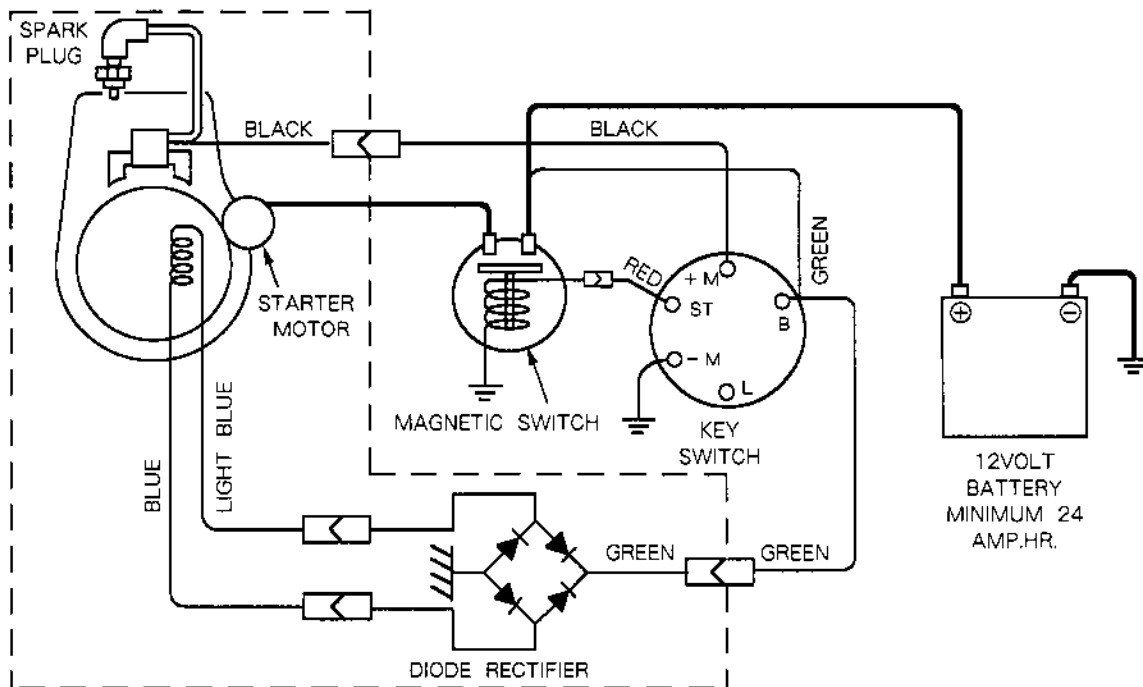 SPARK
PLUG
BLACK
BLACK
GREEN
RED
+ M
ST
B
- M
L
+
-
STARTER
MOTOR
MAGNETIC SWITCH
KEY
SWITCH
12VOLT
BATTERY
MINIMUM 24
AMP.HR.
BLUE
LIGHT BLUE
GREEN
GREEN
DIODE RECTIFIER